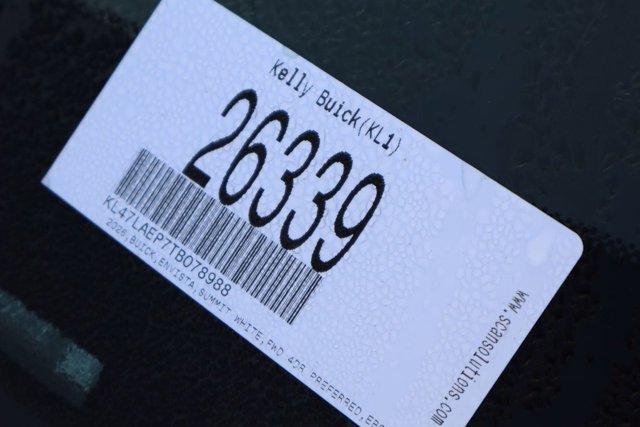 Kelly Buick(KL1)
26339
KL47LAEP7TB078988
2026,BUICK,ENVISTA,SUMMIT WHITE,FWD 4DR PREFERRED,
www.scansolutions.com